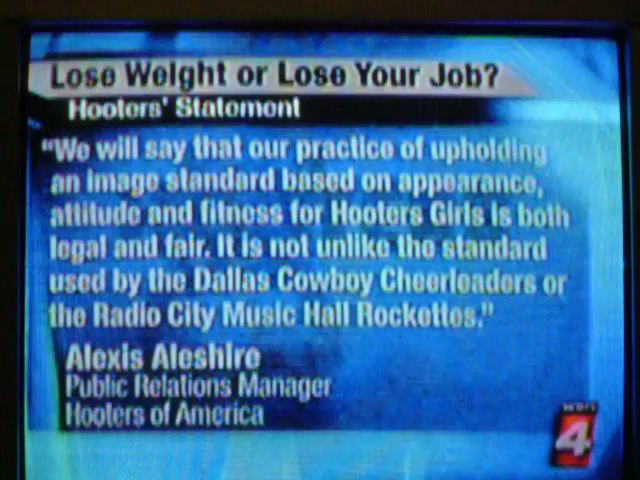 Lose Weight or Lose Your Job?
Hooters' Statement
"We will say that our practice of upholding
an image standard based on appearance,
attitude and fitness for Hooters Girls is both
legal and fair. It is not unlike the standard
used by the Dallas Cowboy Cheerleaders or
the Radio City Music Hall Rockettes."
Alexis Aleshire
Public Relations Manager
Hooters of America
4